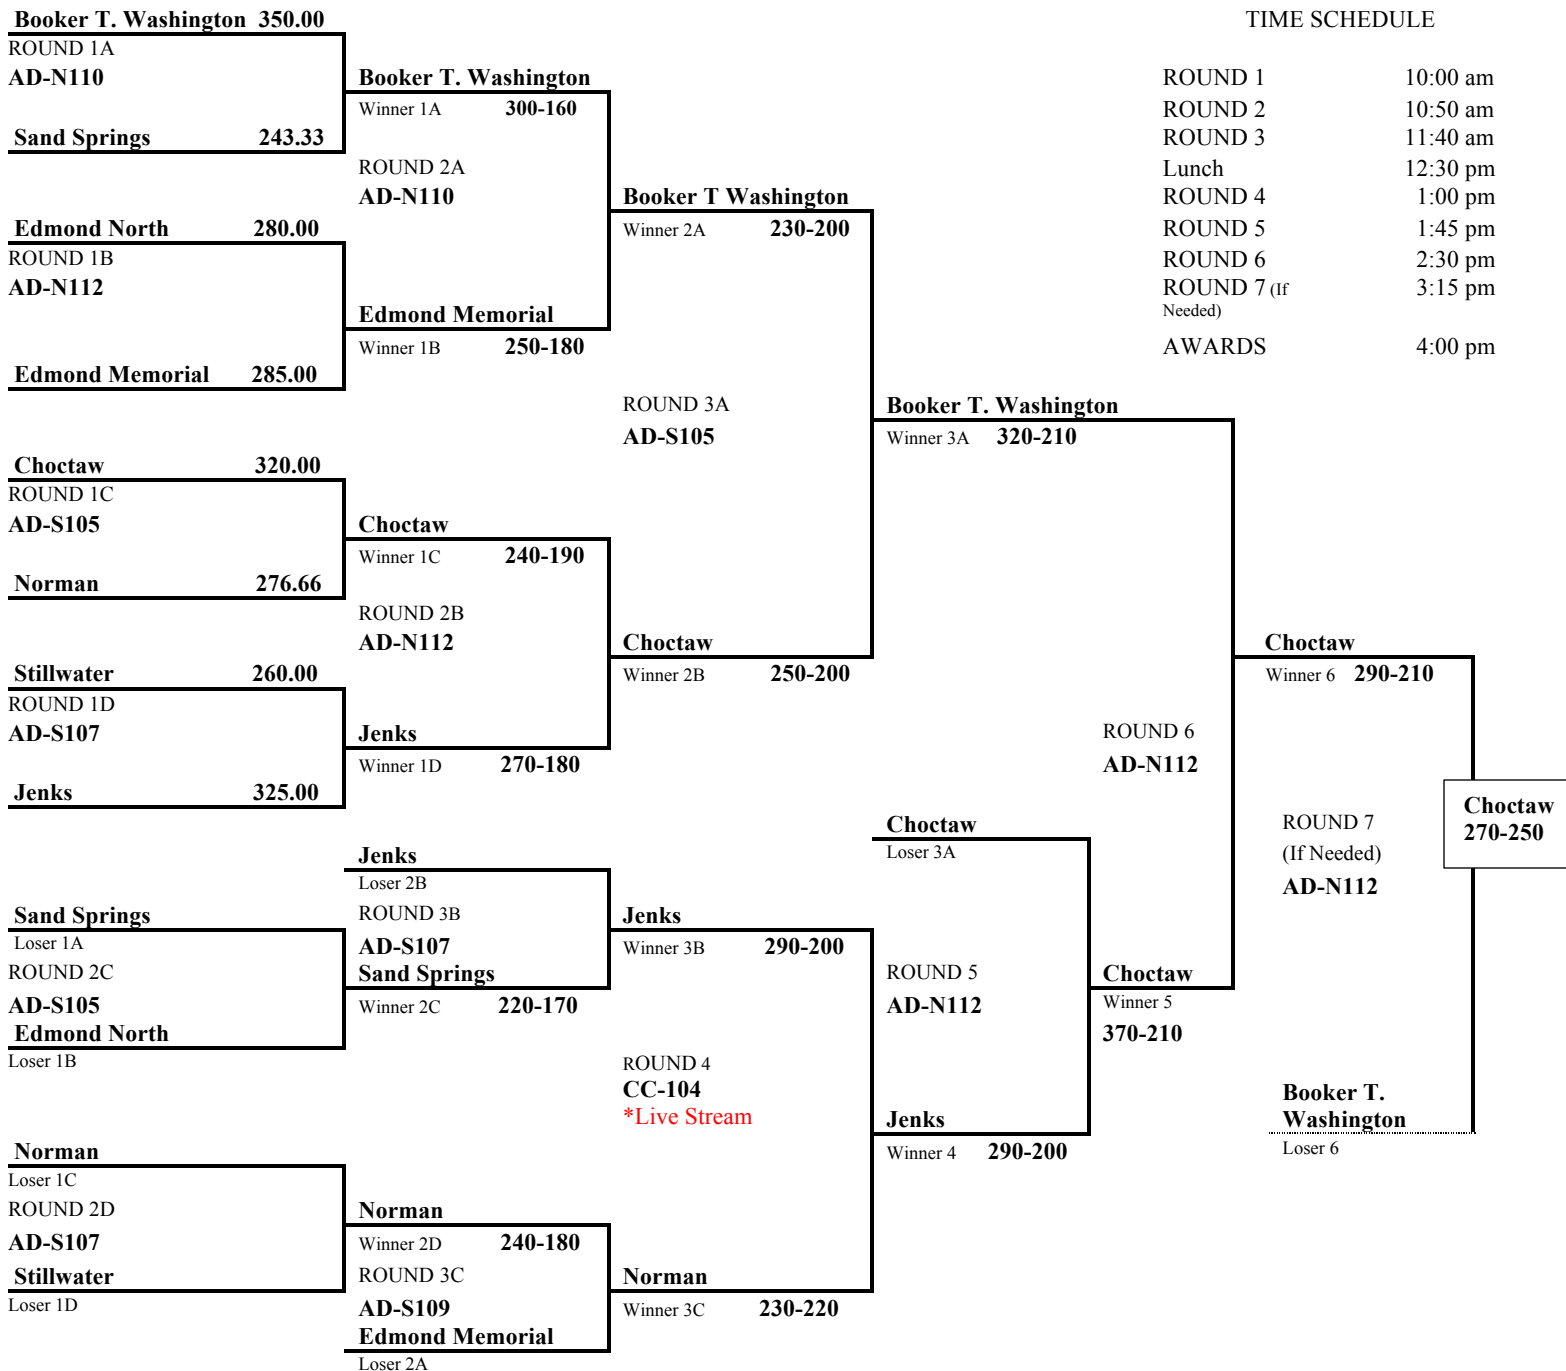 Booker T. Washington 350.00
ROUND 1A
AD-N110
Sand Springs 243.33
Edmond North 280.00
ROUND 1B
AD-N112
Edmond Memorial 285.00
Choctaw 320.00
ROUND 1C
AD-S105
Norman 276.66
Stillwater 260.00
ROUND 1D
AD-S107
Jenks 325.00
Sand Springs
Loser 1A
ROUND 2C
AD-S105
Edmond North
Loser 1B
Norman
Loser 1C
ROUND 2D
AD-S107
Stillwater
Loser 1D
Booker T. Washington
Winner 1A 300-160
ROUND 2A
AD-N110
Edmond Memorial
Winner 1B 250-180
Choctaw
Winner 1C 240-190
ROUND 2B
AD-N112
Jenks
Winner 1D 270-180
Jenks
Loser 2B
ROUND 3B
AD-S107
Sand Springs
Winner 2C 220-170
Norman
Winner 2D 240-180
ROUND 3C
AD-S109
Edmond Memorial
Loser 2A
Booker T Washington
Winner 2A 230-200
ROUND 3A
AD-S105
Choctaw
Winner 2B 250-200
Jenks
Winner 3B 290-200
ROUND 4
CC-104
*Live Stream
Norman
Winner 3C 230-220
Booker T. Washington
Winner 3A 320-210
Choctaw
Loser 3A
ROUND 5
AD-N112
Jenks
Winner 4 290-200
ROUND 6
AD-N112
Choctaw
Winner 5
370-210
Choctaw
Winner 6 290-210
ROUND 7
(If Needed)
AD-N112
Booker T.
Washington
Loser 6
Choctaw
270-250
TIME SCHEDULE
ROUND 1 10:00 am
ROUND 2 10:50 am
ROUND 3 11:40 am
Lunch 12:30 pm
ROUND 4 1:00 pm
ROUND 5 1:45 pm
ROUND 6 2:30 pm
ROUND 7 (If 3:15 pm
Needed)
AWARDS 4:00 pm